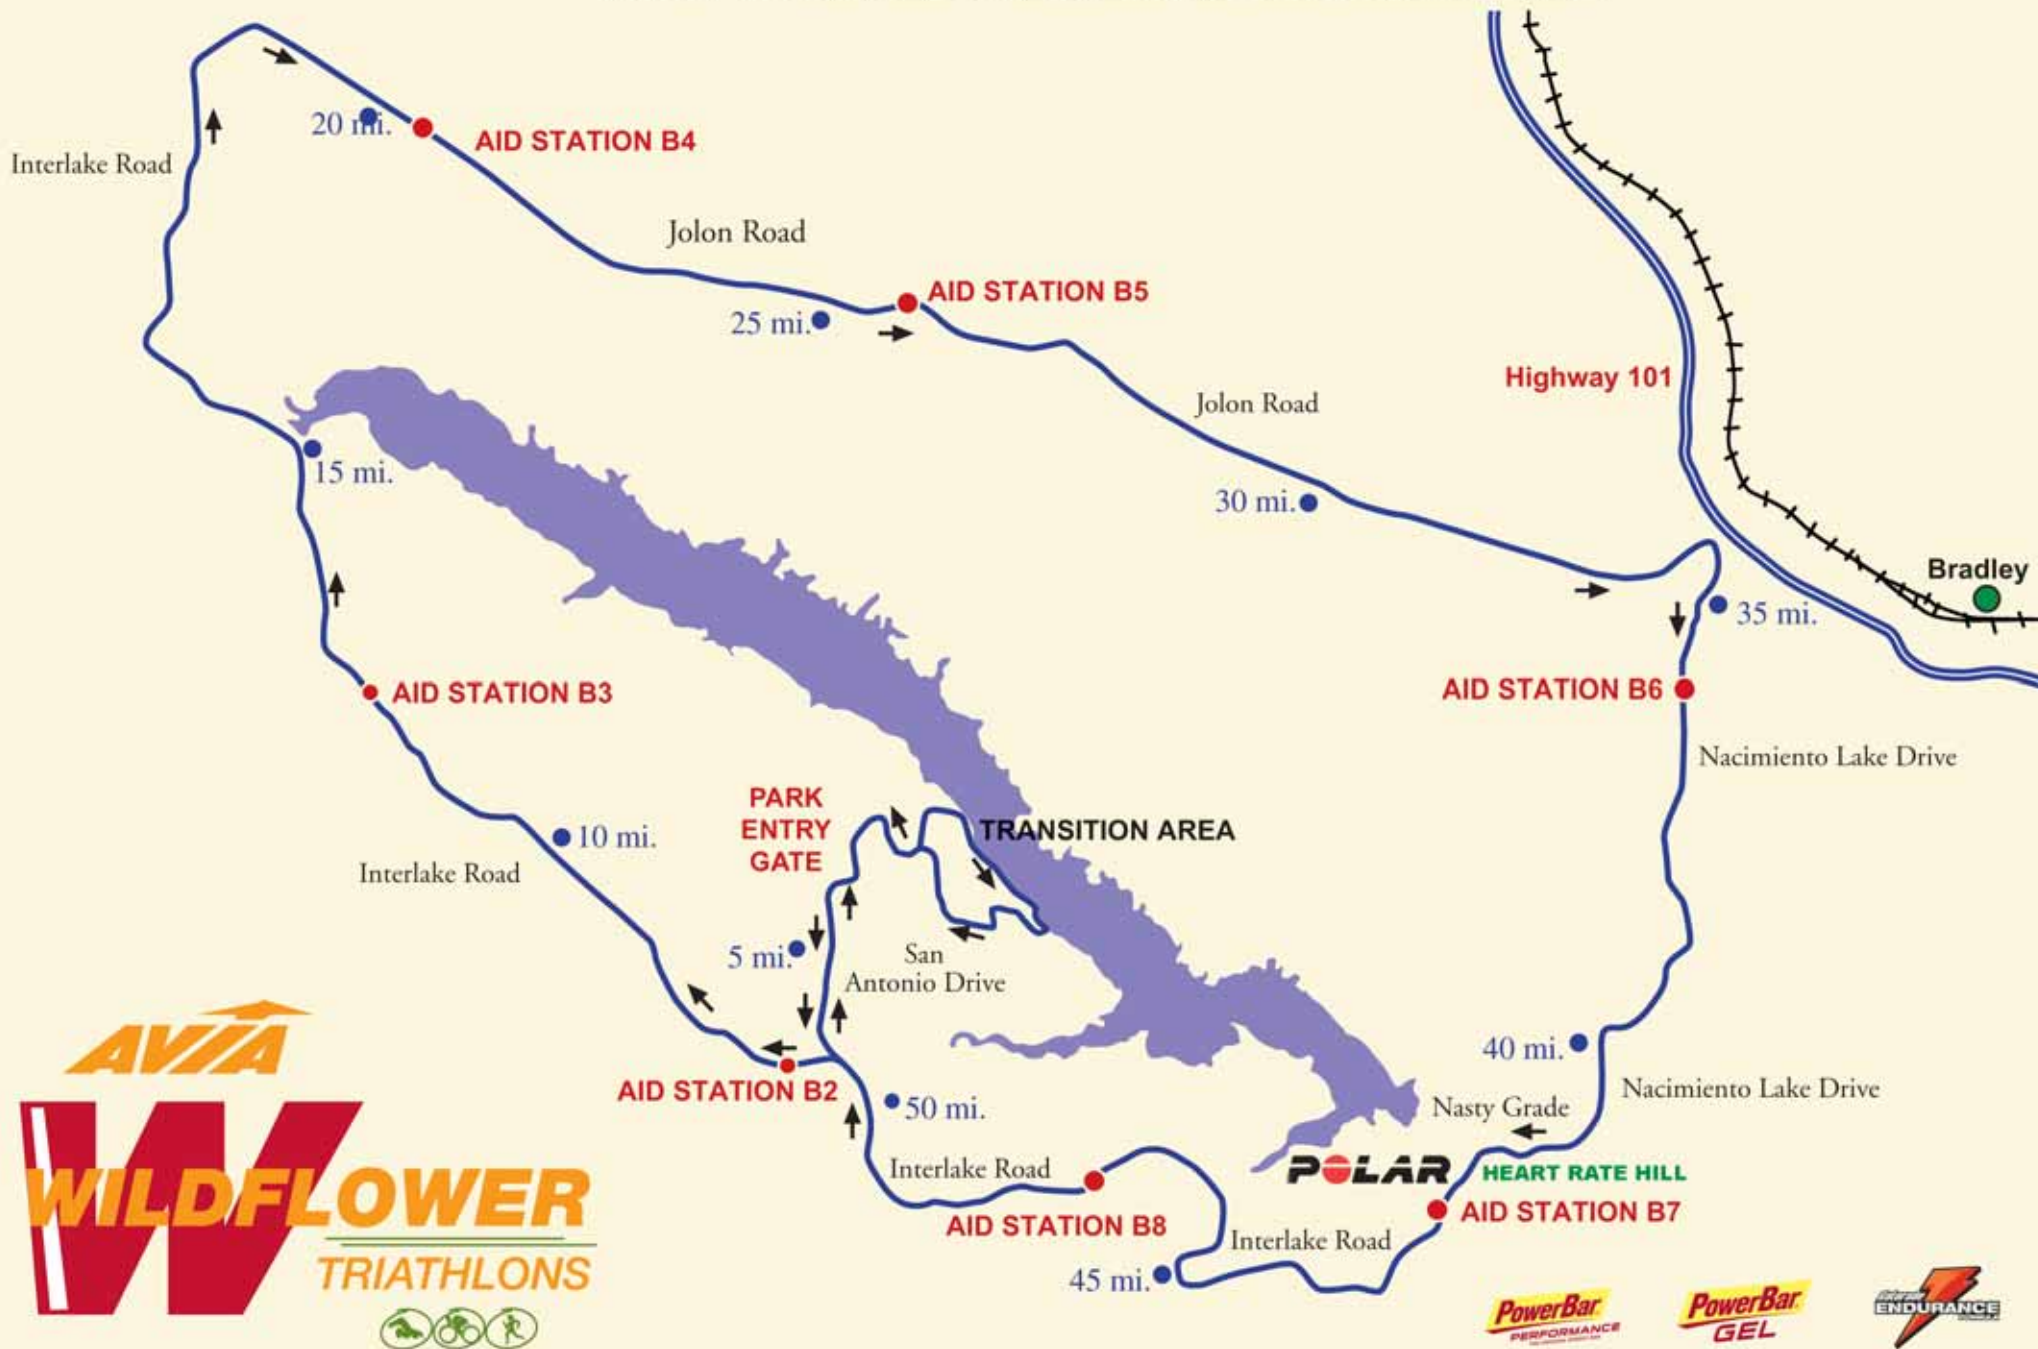 20 mi.
AID STATION B4
Interlake Road
Jolon Road
AID STATION B5
25 mi.
Highway 101
Jolon Road
15 mi.
30 mi.
Bradley
35 mi.
AID STATION B3
AID STATION B6
Nacimiento Lake Drive
PARK
ENTRY
GATE
TRANSITION AREA
10 mi.
Interlake Road
5 mi.
San
Antonio Drive
40 mi.
AID STATION B2
50 mi.
Nacimiento Lake Drive
Nasty Grade
Interlake Road
POLAR
HEART RATE HILL
AID STATION B8
AID STATION B7
Interlake Road
45 mi.
AVIA
W
WILDFLOWER
TRIATHLONS
PowerBar
PERFORMANCE
PowerBar
GEL
ENDURANCE